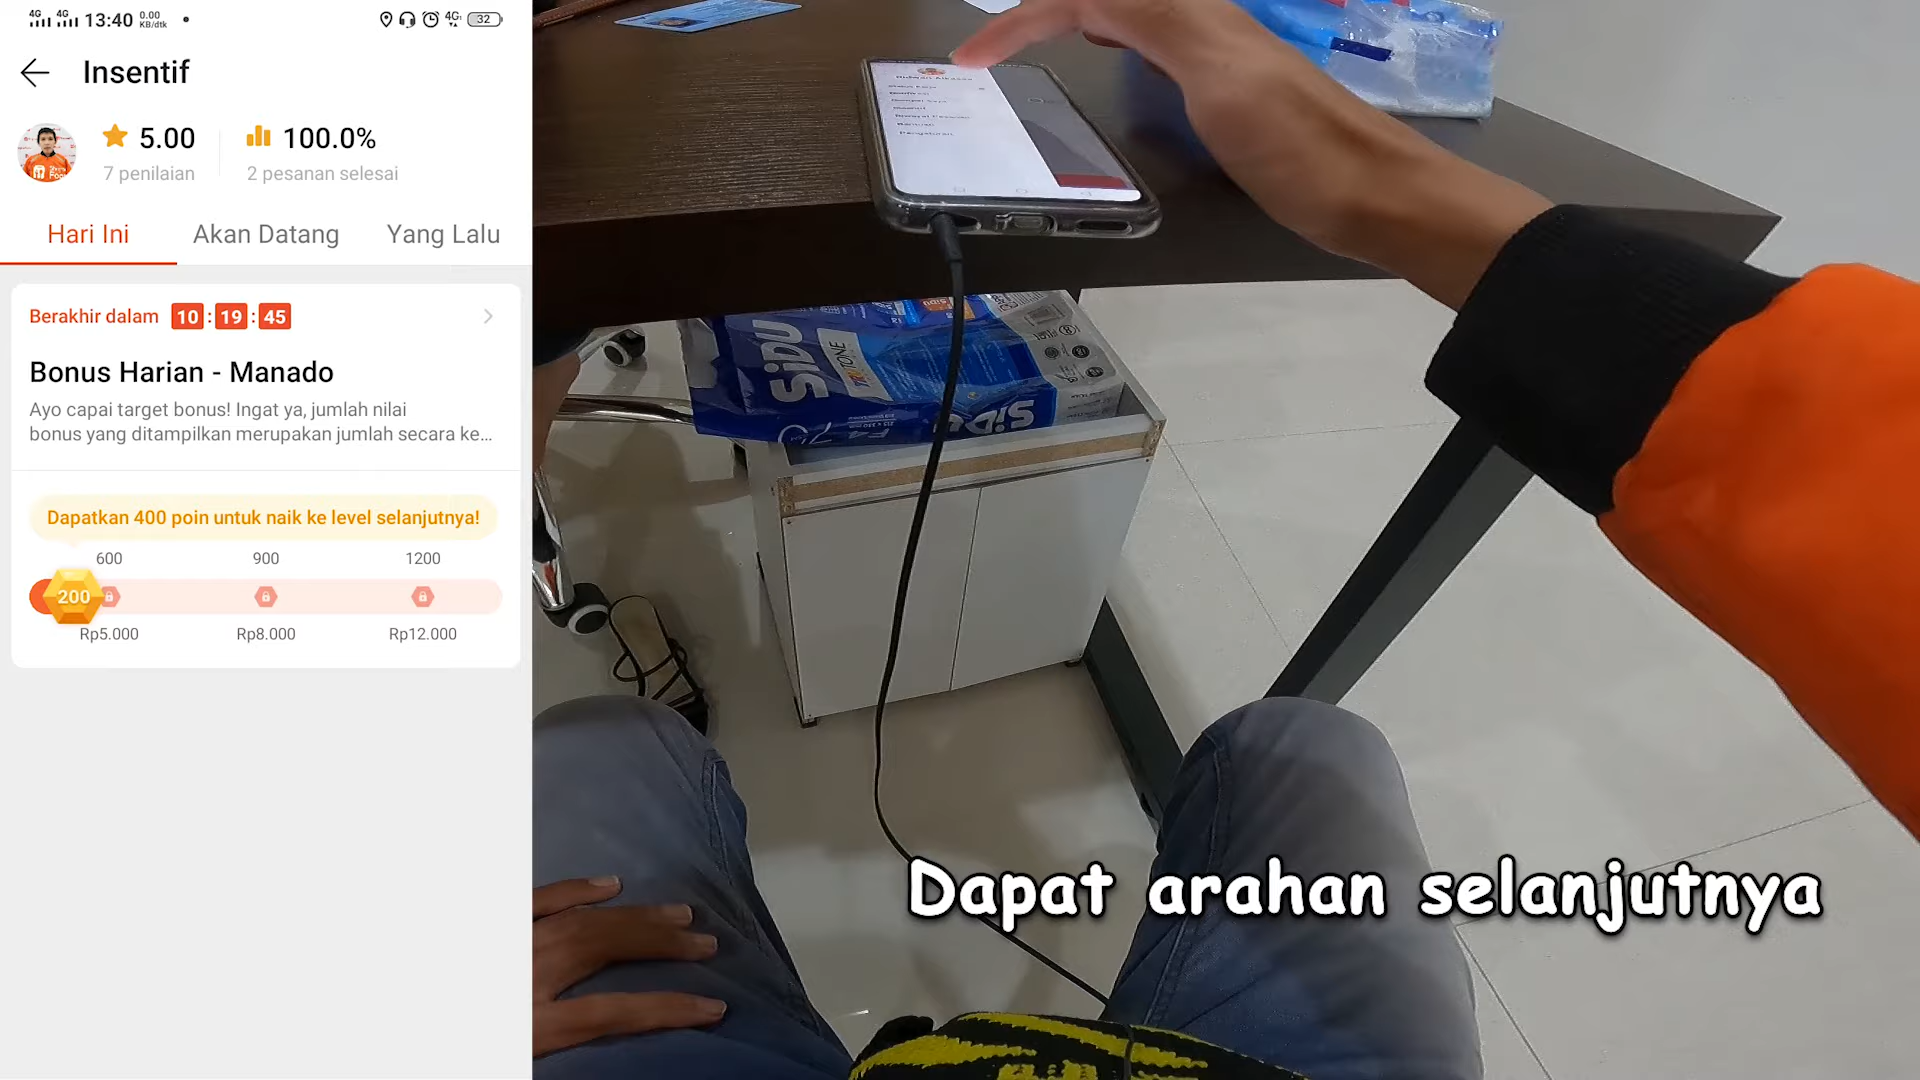 4G 4G 13:40 0.00 KB/dtk 4G 32
Insentif
5.00
7 penilaian
100.0%
2 pesanan selesai
Hari Ini Akan Datang Yang Lalu
Berakhir dalam 10 : 19 : 45
Bonus Harian - Manado
Ayo capai target bonus! Ingat ya, jumlah nilai
bonus yang ditampilkan merupakan jumlah secara ke...
Dapatkan 400 poin untuk naik ke level selanjutnya!
600 900 1200
200
Rp5.000 Rp8.000 Rp12.000
SiDU
SiDU
F4
Dapat arahan selanjutnya